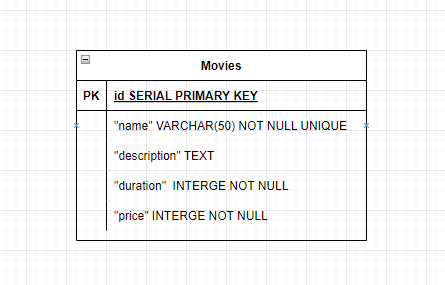 Movies
PK id SERIAL PRIMARY KEY
"name" VARCHAR(50) NOT NULL UNIQUE
"description" TEXT
"duration"  INTERGE NOT NULL
"price" INTERGE NOT NULL